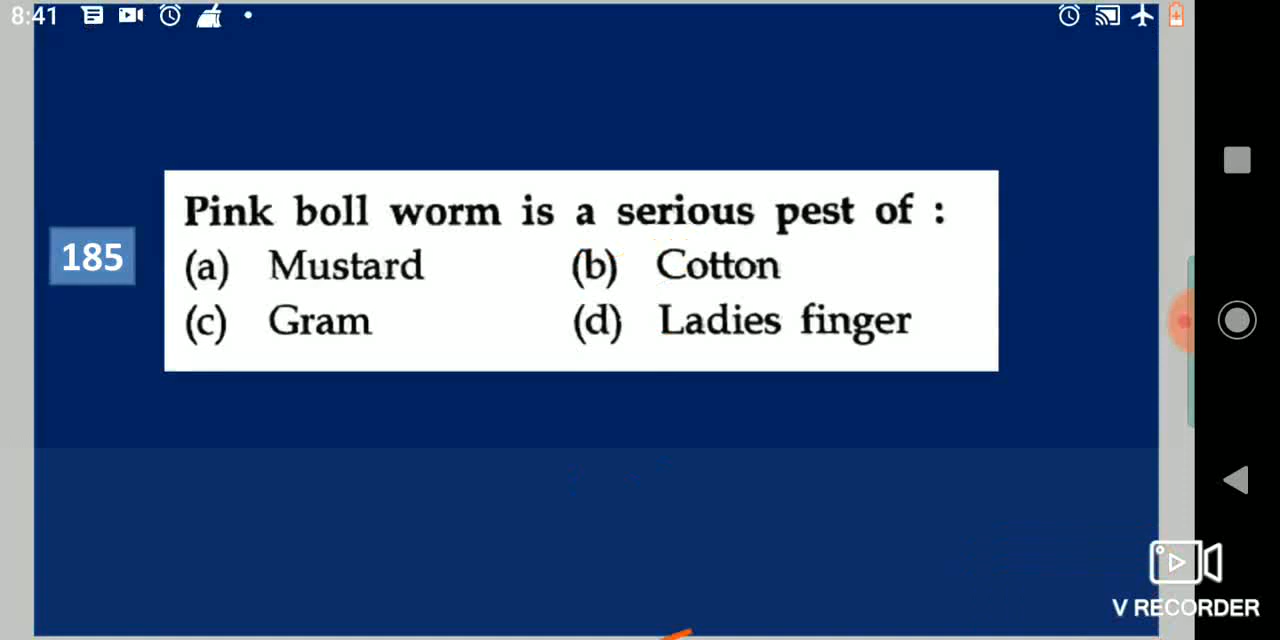 8:41
Pink boll worm is a serious pest of :
185
(a) Mustard (b) Cotton
(c) Gram (d) Ladies finger
V RECORDER